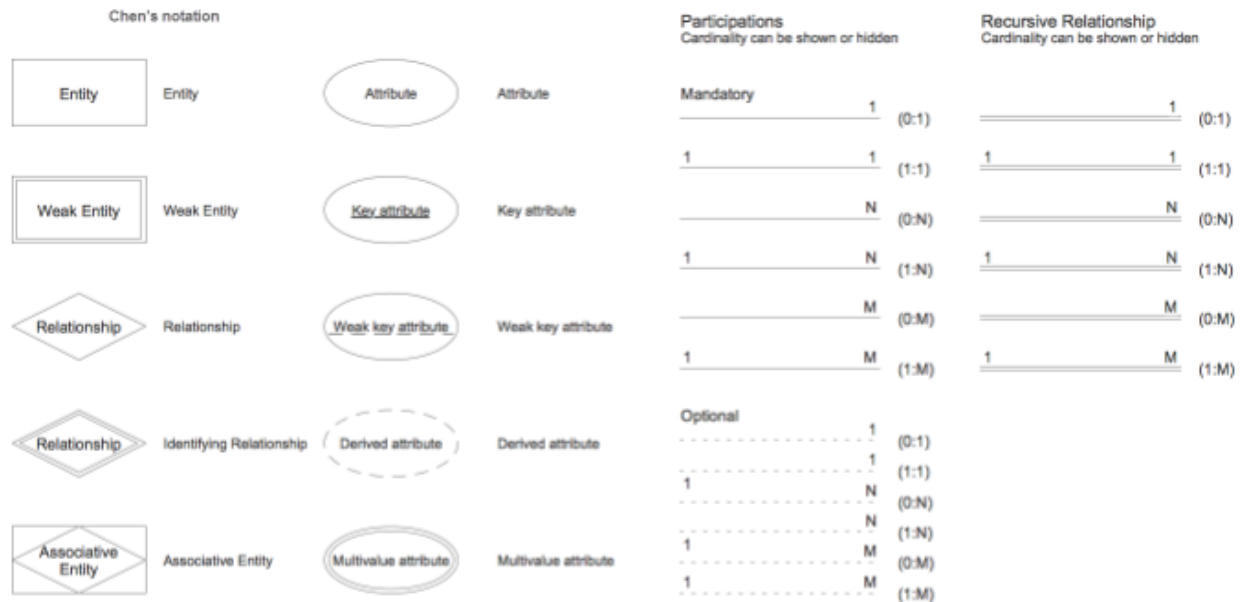 Chen's notation
Entity
Entity
Attribute
Attribute
Weak Entity
Weak Entity
Key attribute
Key attribute
Relationship
Relationship
Weak key attribute
Weak key attribute
Relationship
Identifying Relationship
Derived attribute
Derived attribute
Associative
Entity
Associative Entity
Multivalue attribute
Multivalue attribute
Participations
Cardinality can be shown or hidden
Mandatory
1 (0:1)
1 1 (1:1)
N (0:N)
1 N (1:N)
M (0:M)
1 M (1:M)
Optional
1 (0:1)
1 (1:1)
1
N (0:N)
N (1:N)
1
M (0:M)
1 M (1:M)
Recursive Relationship
Cardinality can be shown or hidden
1 (0:1)
1 1 (1:1)
N (0:N)
1 N (1:N)
M (0:M)
1 M (1:M)